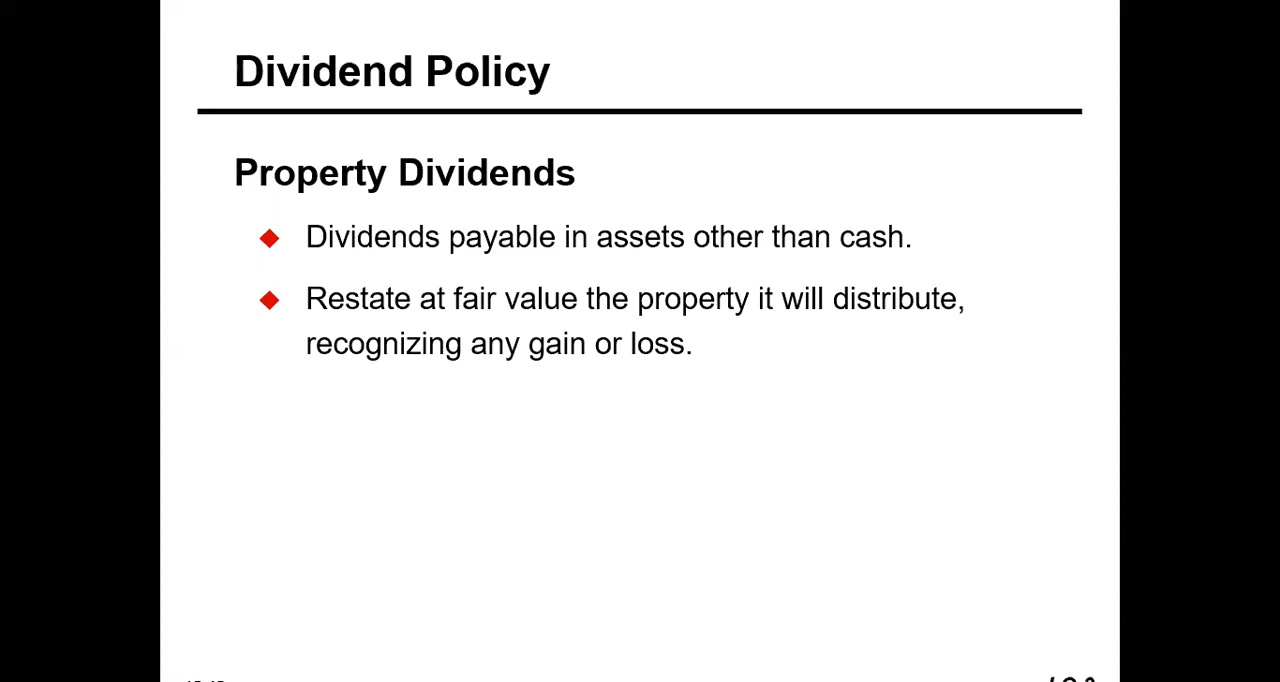 Dividend Policy
Property Dividends
Dividends payable in assets other than cash.
Restate at fair value the property it will distribute,
recognizing any gain or loss.